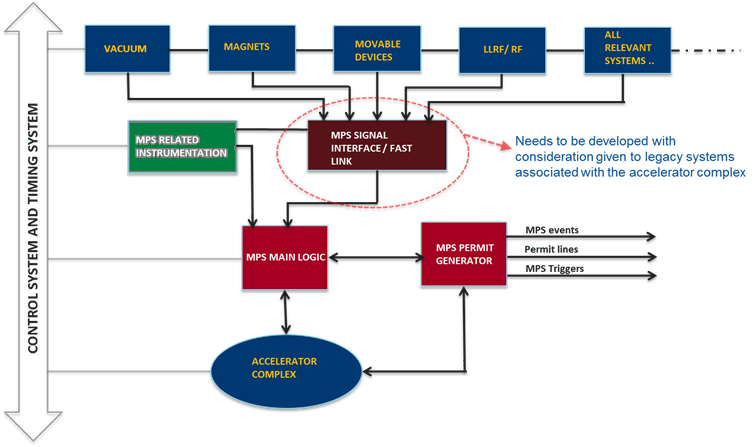 VACUUM
MAGNETS
MOVABLE
DEVICES
LLRF/ RF
ALL
RELEVANT
SYSTEMS ..
MPS RELATED
INSTRUMENTATION
MPS SIGNAL
INTERFACE / FAST
LINK
Needs to be developed with
consideration given to legacy systems
associated with the accelerator complex
MPS MAIN LOGIC
MPS PERMIT
GENERATOR
MPS events
Permit lines
MPS Triggers
ACCELERATOR
COMPLEX
CONTROL SYSTEM AND TIMING SYSTEM